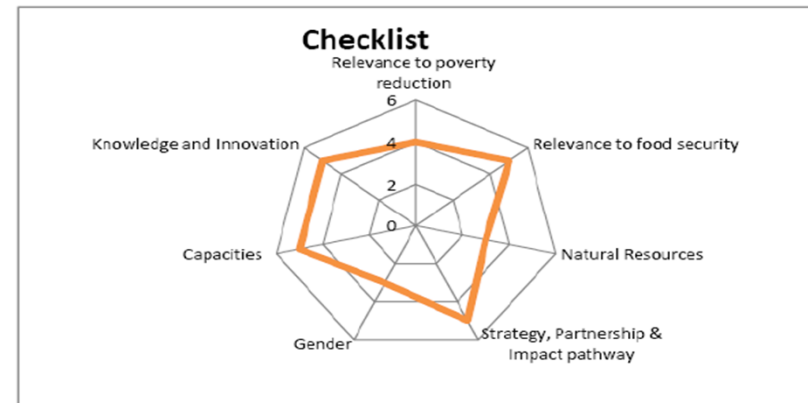 Checklist
Relevance to poverty
reduction
6
Knowledge and Innovation
4
Relevance to food security
2
0
Capacities
Natural Resources
Strategy, Partnership &
Gender
Impact pathway